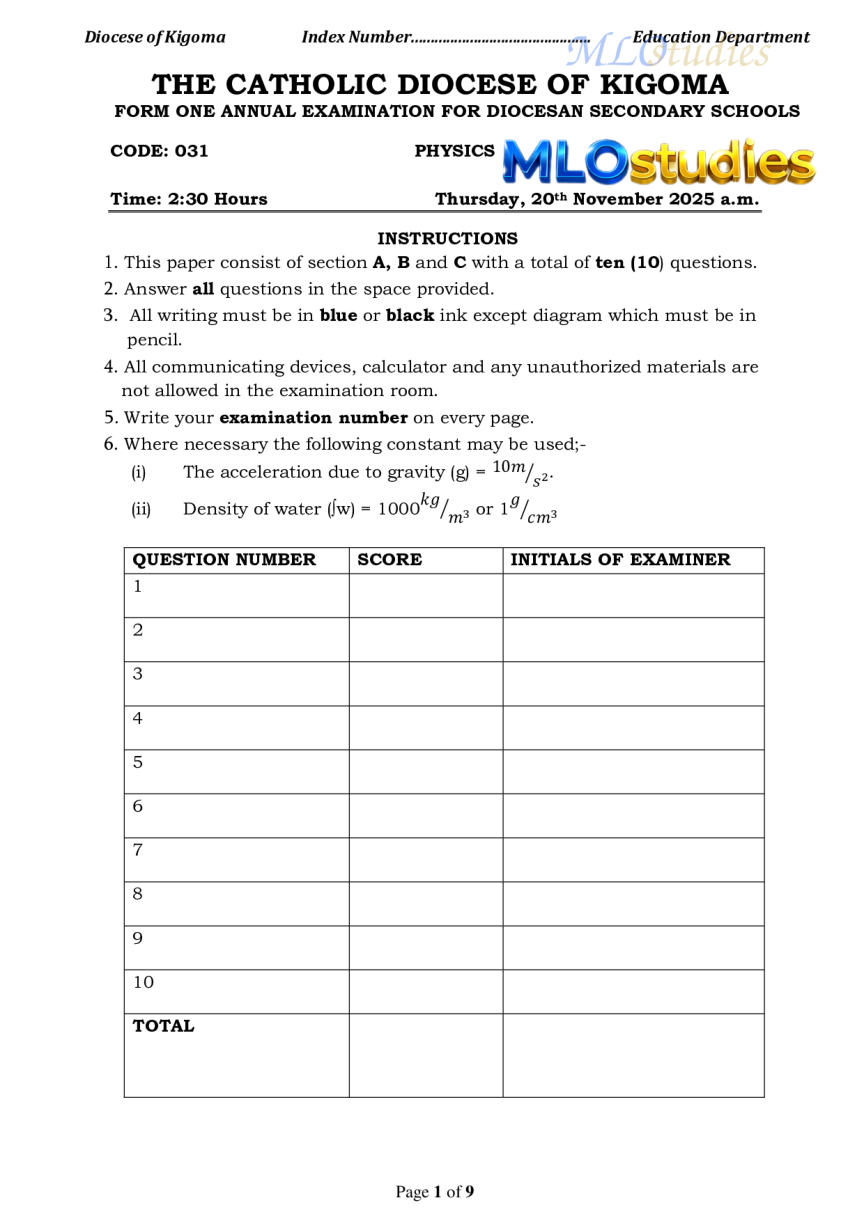 Diocese of Kigoma Index Number................................................ Education Department
MLOstudies
THE CATHOLIC DIOCESE OF KIGOMA
FORM ONE ANNUAL EXAMINATION FOR DIOCESAN SECONDARY SCHOOLS
CODE: 031 PHYSICS MLOstudies
Time: 2:30 Hours Thursday, 20th November 2025 a.m.
INSTRUCTIONS
1. This paper consist of section A, B and C with a total of ten (10) questions.
2. Answer all questions in the space provided.
3. All writing must be in blue or black ink except diagram which must be in
pencil.
4. All communicating devices, calculator and any unauthorized materials are
not allowed in the examination room.
5. Write your examination number on every page.
6. Where necessary the following constant may be used;-
(i) The acceleration due to gravity (g) = 10m/s².
(ii) Density of water (∫w) = 1000kg/m³ or 1g/cm³
QUESTION NUMBER SCORE INITIALS OF EXAMINER
1
2
3
4
5
6
7
8
9
10
TOTAL
Page 1 of 9